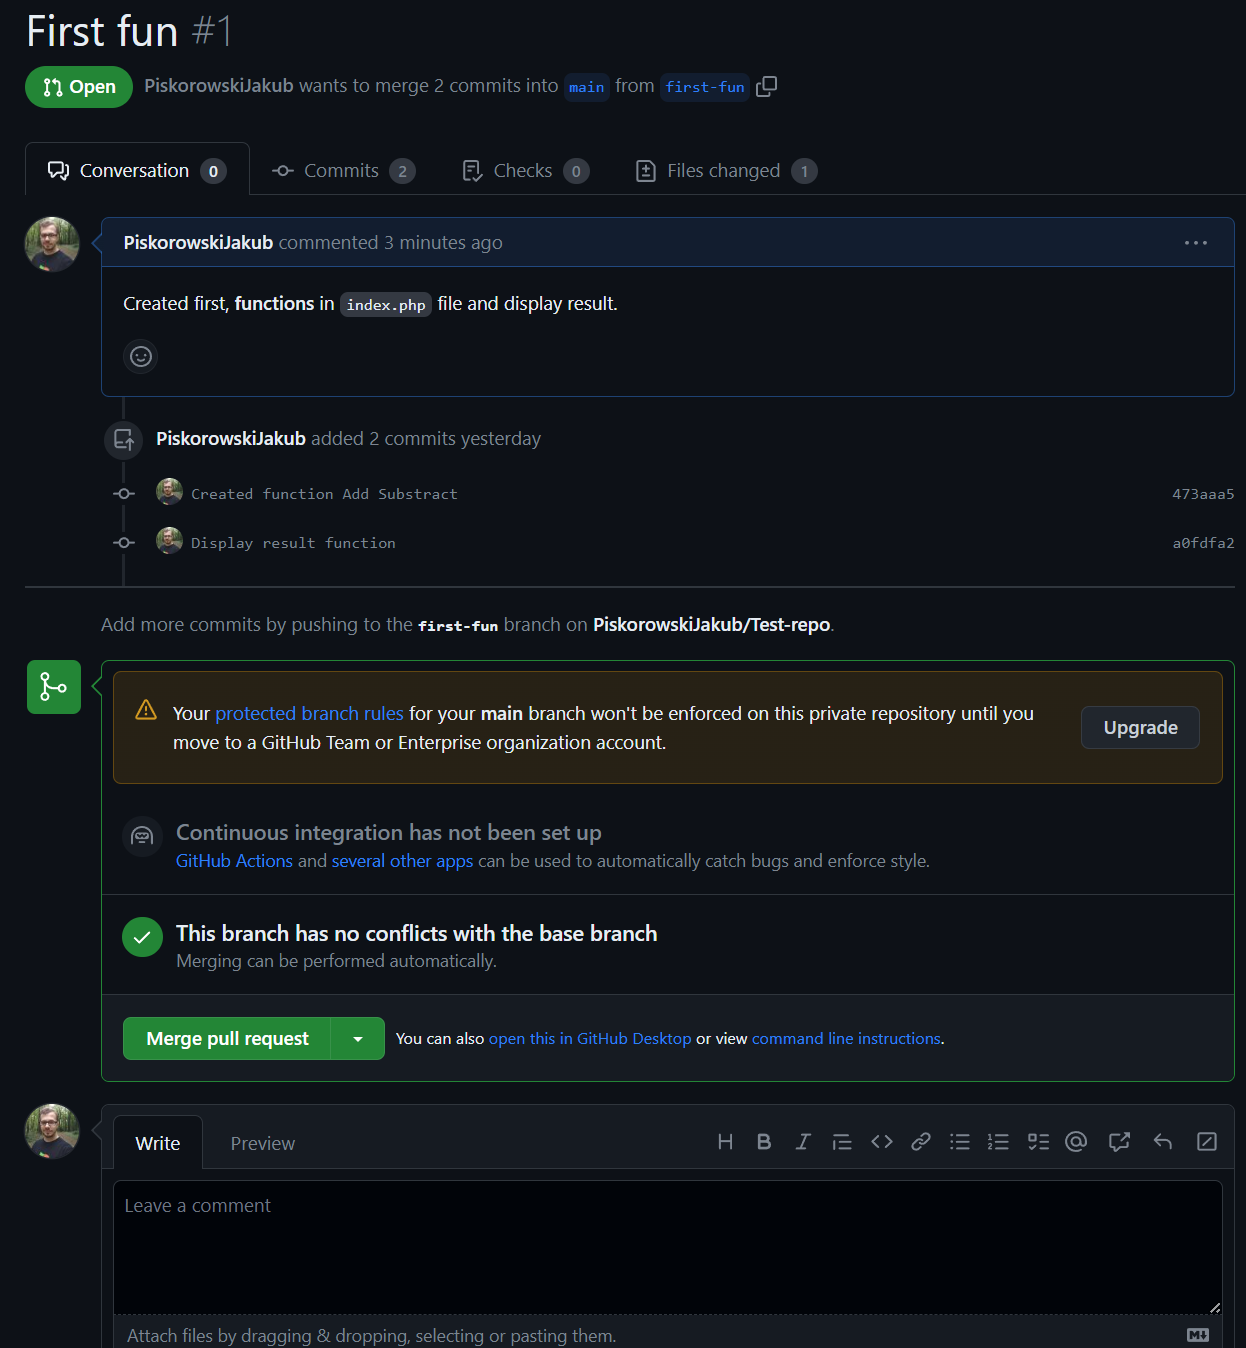 First fun #1
Open PiskorowskiJakub wants to merge 2 commits into main from first-fun
Conversation 0 Commits 2 Checks 0 Files changed 1
PiskorowskiJakub commented 3 minutes ago
Created first, functions in index.php file and display result.
PiskorowskiJakub added 2 commits yesterday
Created function Add Substract 473aaa5
Display result function a0fdfa2
Add more commits by pushing to the first-fun branch on PiskorowskiJakub/Test-repo.
Your protected branch rules for your main branch won't be enforced on this private repository until you
move to a GitHub Team or Enterprise organization account.
Upgrade
Continuous integration has not been set up
GitHub Actions and several other apps can be used to automatically catch bugs and enforce style.
This branch has no conflicts with the base branch
Merging can be performed automatically.
Merge pull request You can also open this in GitHub Desktop or view command line instructions.
Write Preview
Leave a comment
Attach files by dragging & dropping, selecting or pasting them.